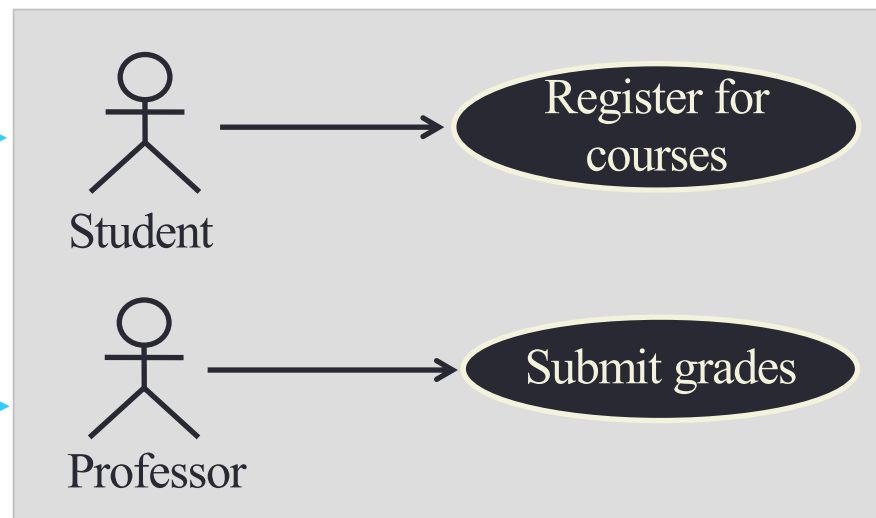 Register for
courses
Student
Submit grades
Professor